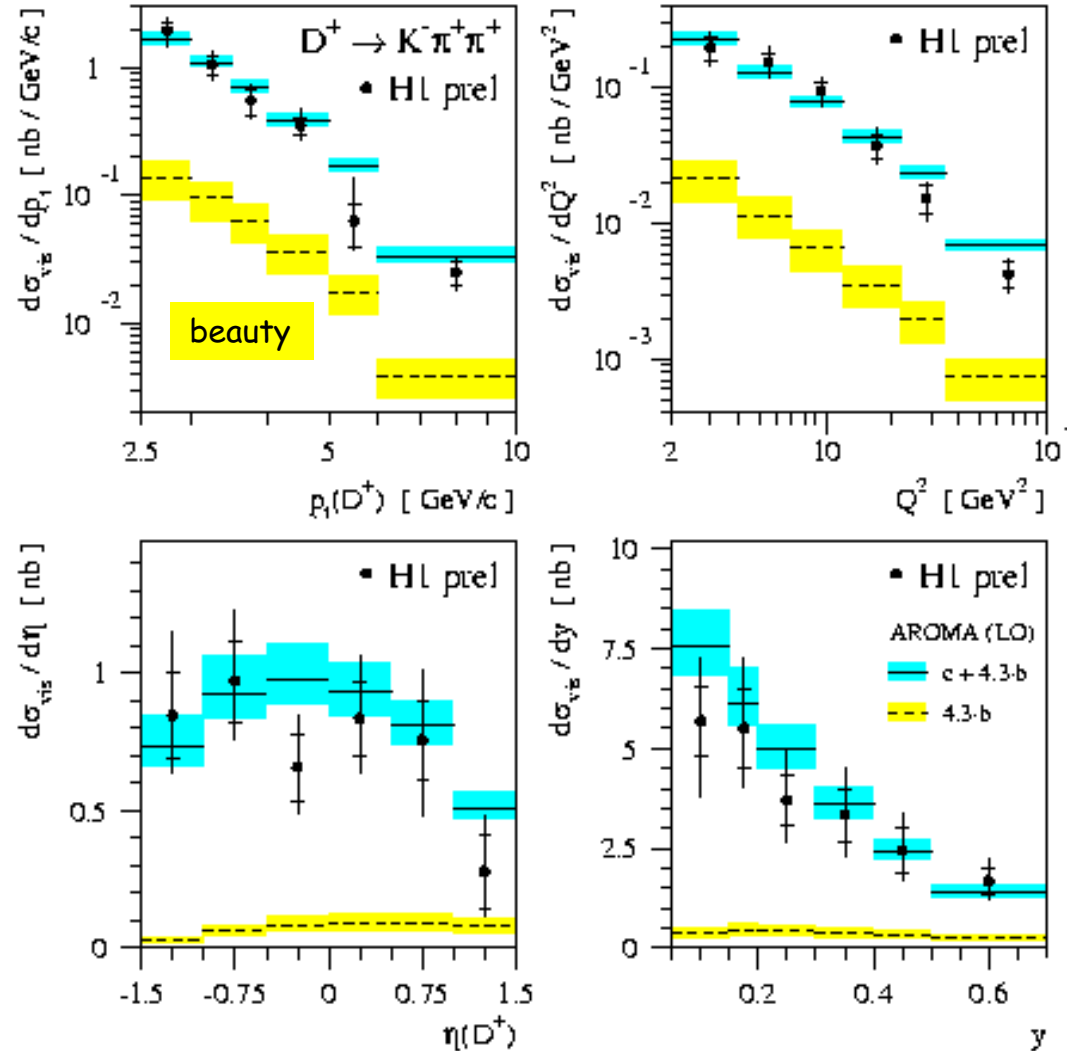 dσvis / dpt [ nb / GeV/c ]
1
10⁻¹
10⁻²
D⁺ → K⁻π⁺π⁺
H1 prel
beauty
2.5 5 10
pt(D⁺) [ GeV/c ]
dσvis / dQ² [ nb / GeV² ]
10⁻¹
10⁻²
10⁻³
H1 prel
2 10 10
Q² [ GeV² ]
dσvis / dη [ nb ]
1
0.5
0
H1 prel
-1.5 -0.75 0 0.75 1.5
η(D⁺)
dσvis / dy [ nb ]
10
7.5
5
2.5
0
H1 prel
AROMA (LO)
c + 4.3·b
4.3·b
0.2 0.4 0.6
y